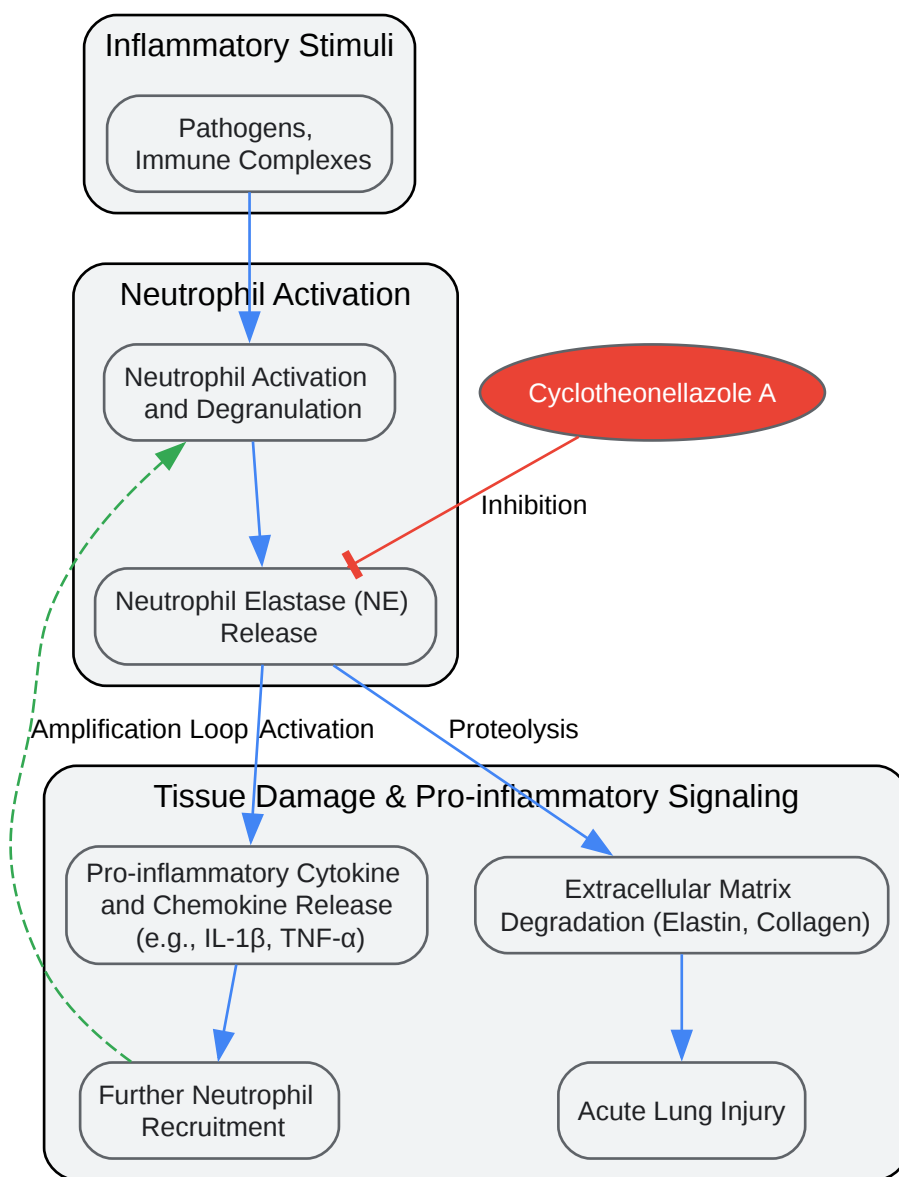 Inflammatory Stimuli
Pathogens,
Immune Complexes
Neutrophil Activation
Neutrophil Activation
and Degranulation
Cyclotheonellazole A
Inhibition
Neutrophil Elastase (NE)
Release
Amplification Loop
Activation
Proteolysis
Tissue Damage & Pro-inflammatory Signaling
Pro-inflammatory Cytokine
and Chemokine Release
(e.g., IL-1β, TNF-α)
Extracellular Matrix
Degradation (Elastin, Collagen)
Further Neutrophil
Recruitment
Acute Lung Injury